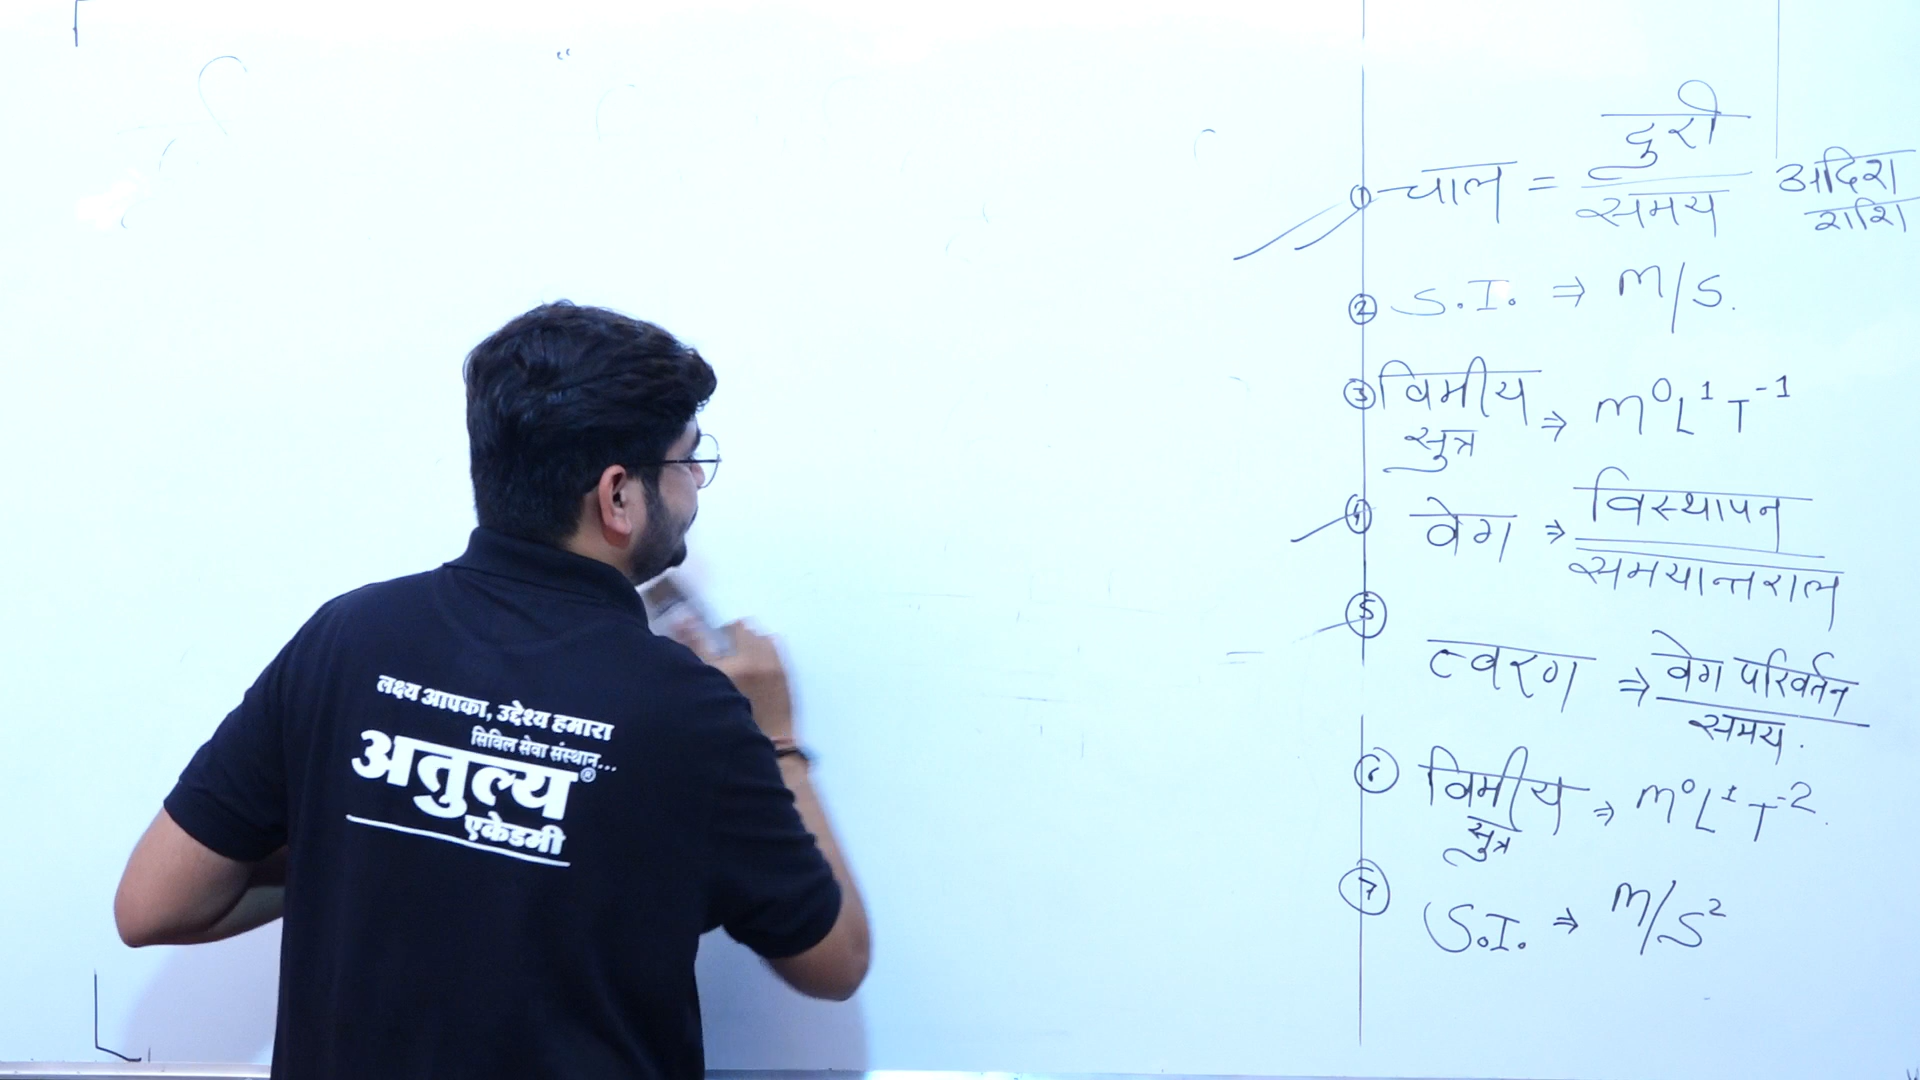 ① चाल = दुरी / समय अदिश राशि
② S.I. ⇒ m/s.
③ विमीय सुत्र ⇒ m⁰L¹T⁻¹
④ वेग ⇒ विस्थापन / समयान्तराल
⑤ त्वरण ⇒ वेग परिवर्तन / समय.
⑥ विमीय सुत्र ⇒ m⁰L¹T⁻².
⑦ S.I. ⇒ m/s²
लक्ष्य आपका, उद्देश्य हमारा
सिविल सेवा संस्थान...
अतुल्य®
एकेडमी